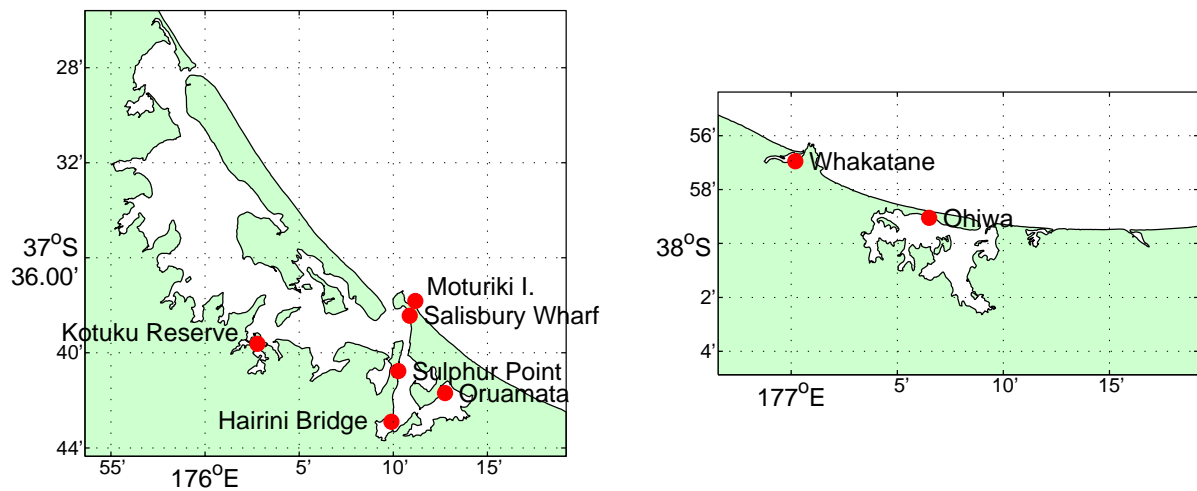 28'
32'
37°S
36.00'
40'
44'
55'
176°E
5'
10'
15'
Moturiki I.
Salisbury Wharf
Kotuku Reserve
Sulphur Point
Oruamata
Hairini Bridge
56'
58'
38°S
2'
4'
177°E
5'
10'
15'
Whakatane
Ohiwa